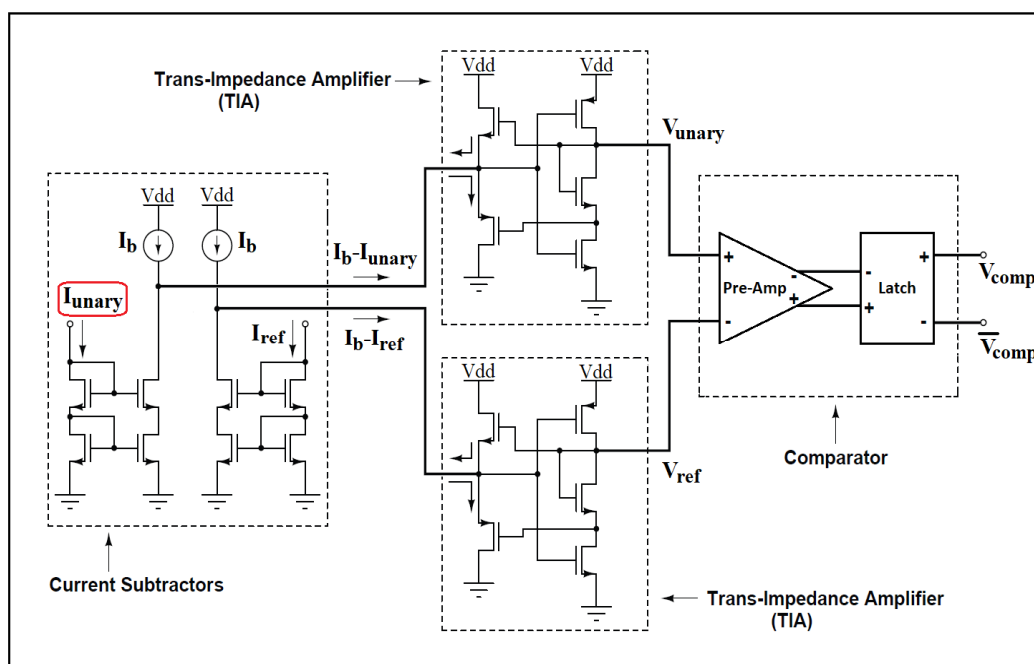 Trans-Impedance Amplifier
(TIA)
Vdd
Vdd
Vunary
Vdd
Vdd
Ib
Ib
Ib-Iunary
Iunary
Iref
Ib-Iref
+
-
Pre-Amp
-
+
-
+
Latch
+
-
Vcomp
V̅comp
Vdd
Vdd
Vref
Comparator
Current Subtractors
Trans-Impedance Amplifier
(TIA)